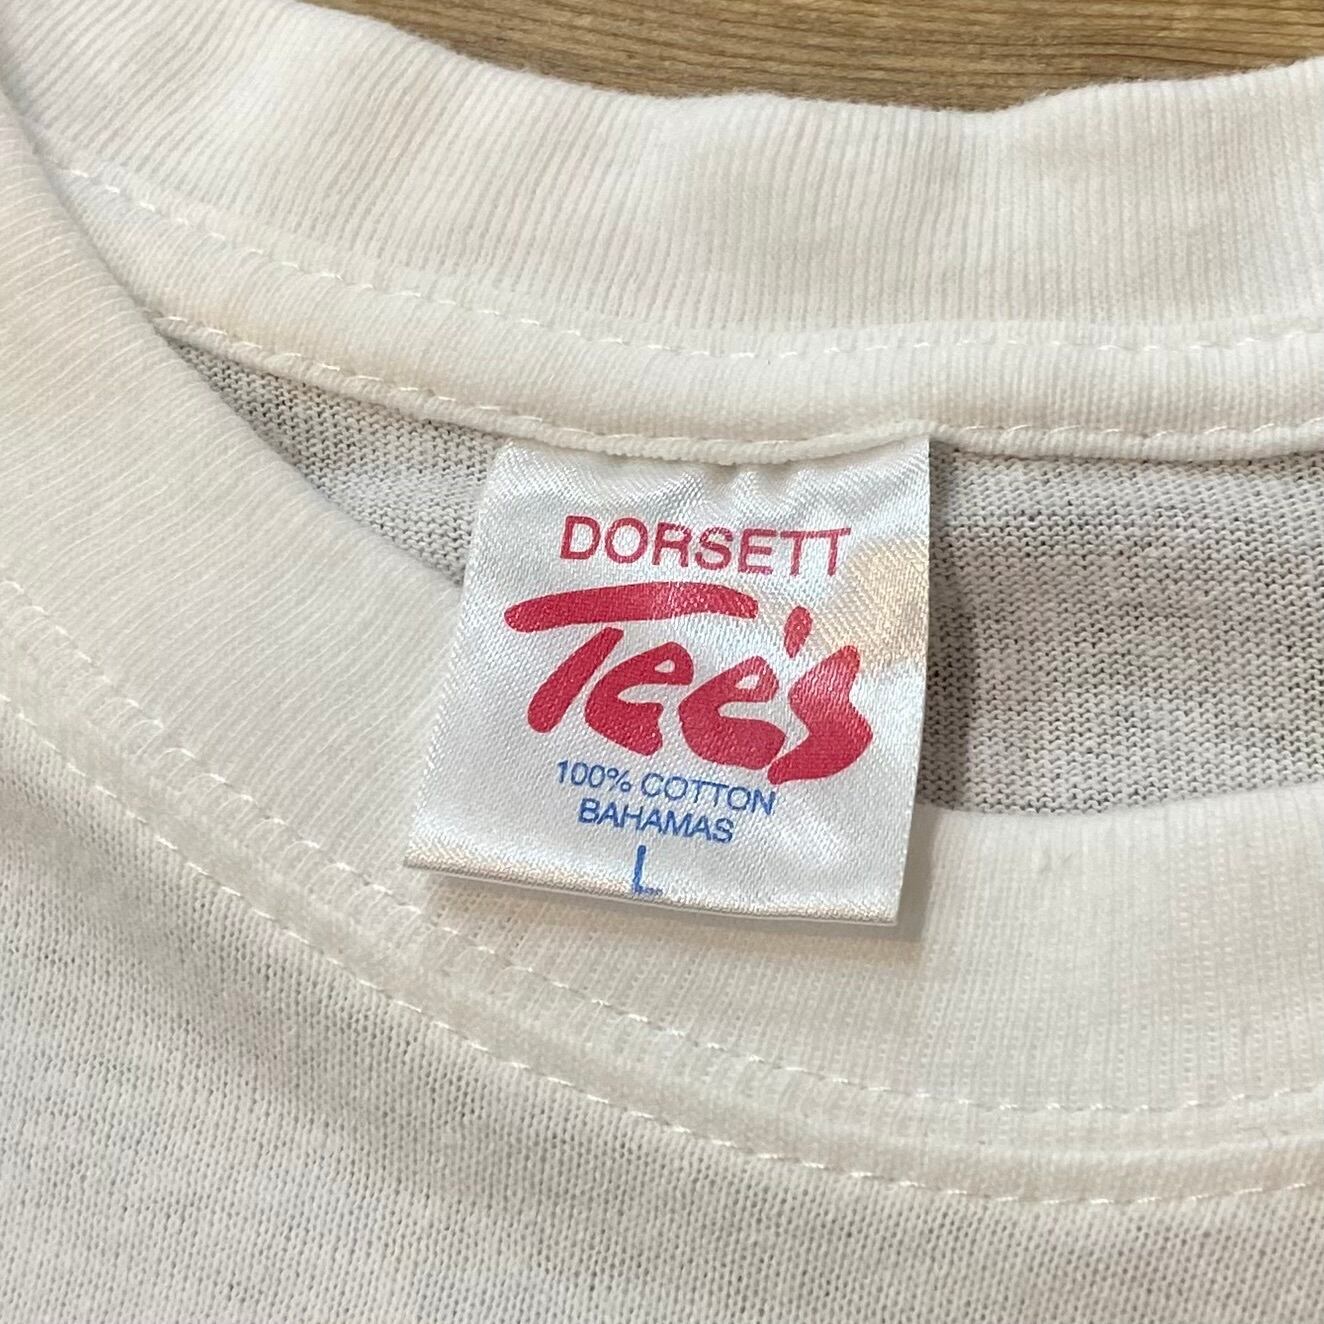 DORSETT
Tee's
100% COTTON
BAHAMAS
L